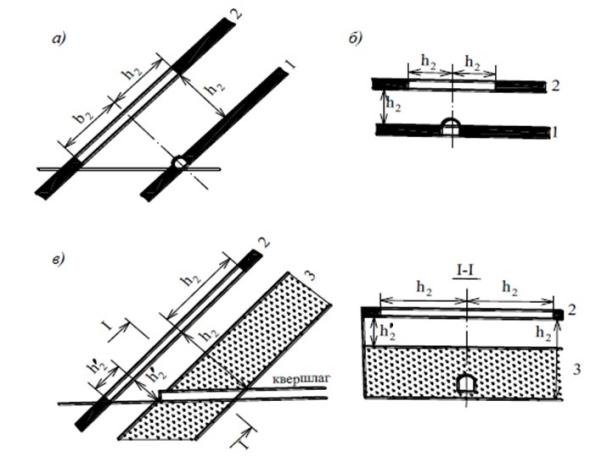 а)
2
h₂
1
b₂
h₂
б)
h₂
h₂
2
h₂
1
в)
2
h₂
I
3
h₂
h'₂
h'₂
квершлаг
I
I-I
h₂
h₂
2
h'₂
h₂
3